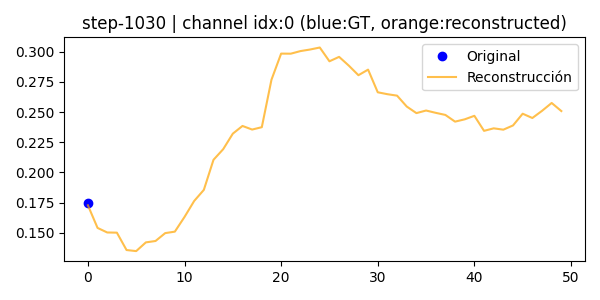 step-1030 | channel idx:0 (blue:GT, orange:reconstructed)
Original
Reconstrucción
0.300
0.275
0.250
0.225
0.200
0.175
0.150
0 10 20 30 40 50